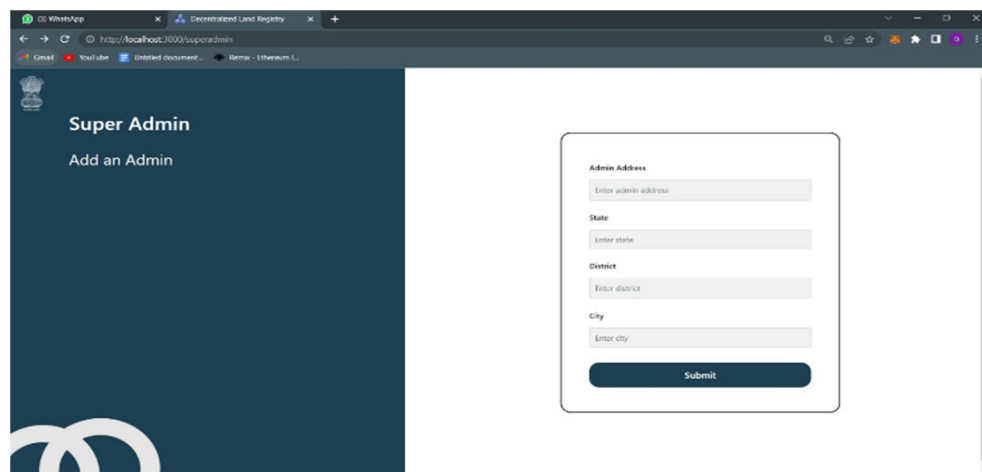 (3) WhatsApp
Decentralized Land Registry
http://localhost:3000/superadmin
Gmail
YouTube
Untitled document...
Remix - Ethereum I...
Super Admin
Add an Admin
Admin Address
Enter admin address
State
Enter state
District
Enter district
City
Enter city
Submit